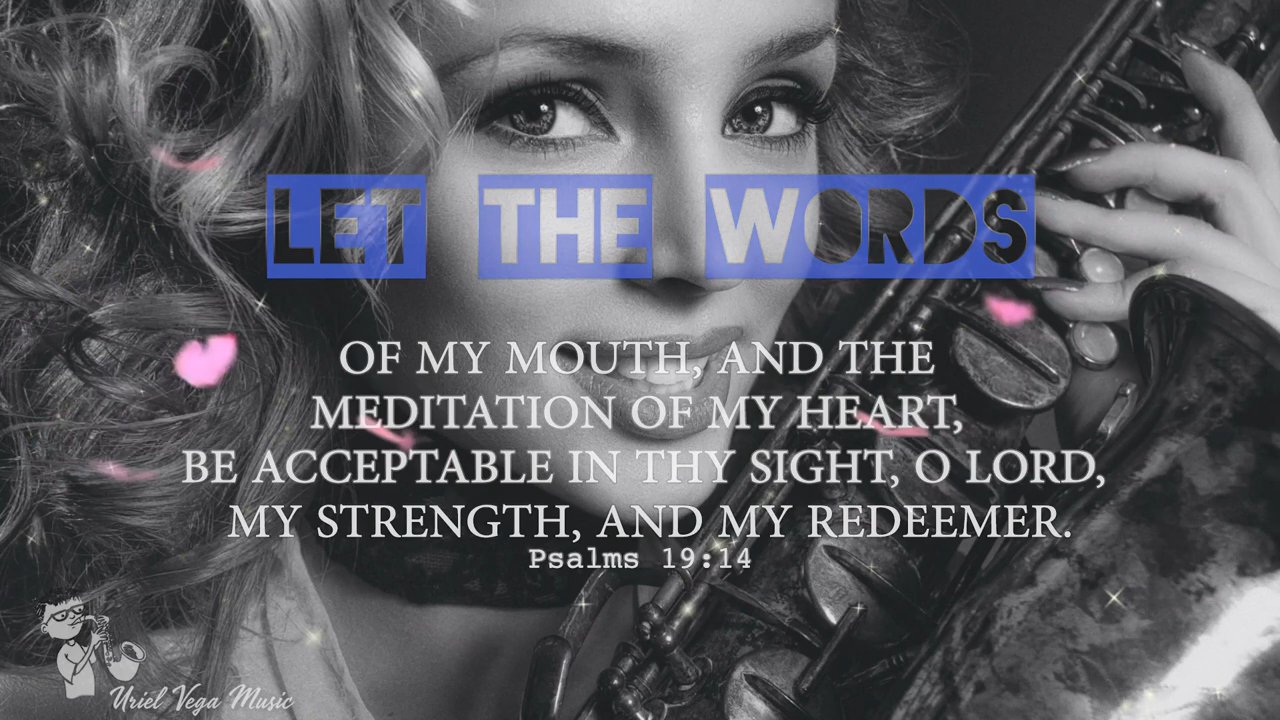 LET THE WORDS
OF MY MOUTH, AND THE
MEDITATION OF MY HEART,
BE ACCEPTABLE IN THY SIGHT, O LORD,
MY STRENGTH, AND MY REDEEMER.
Psalms 19:14
Uriel Vega Music